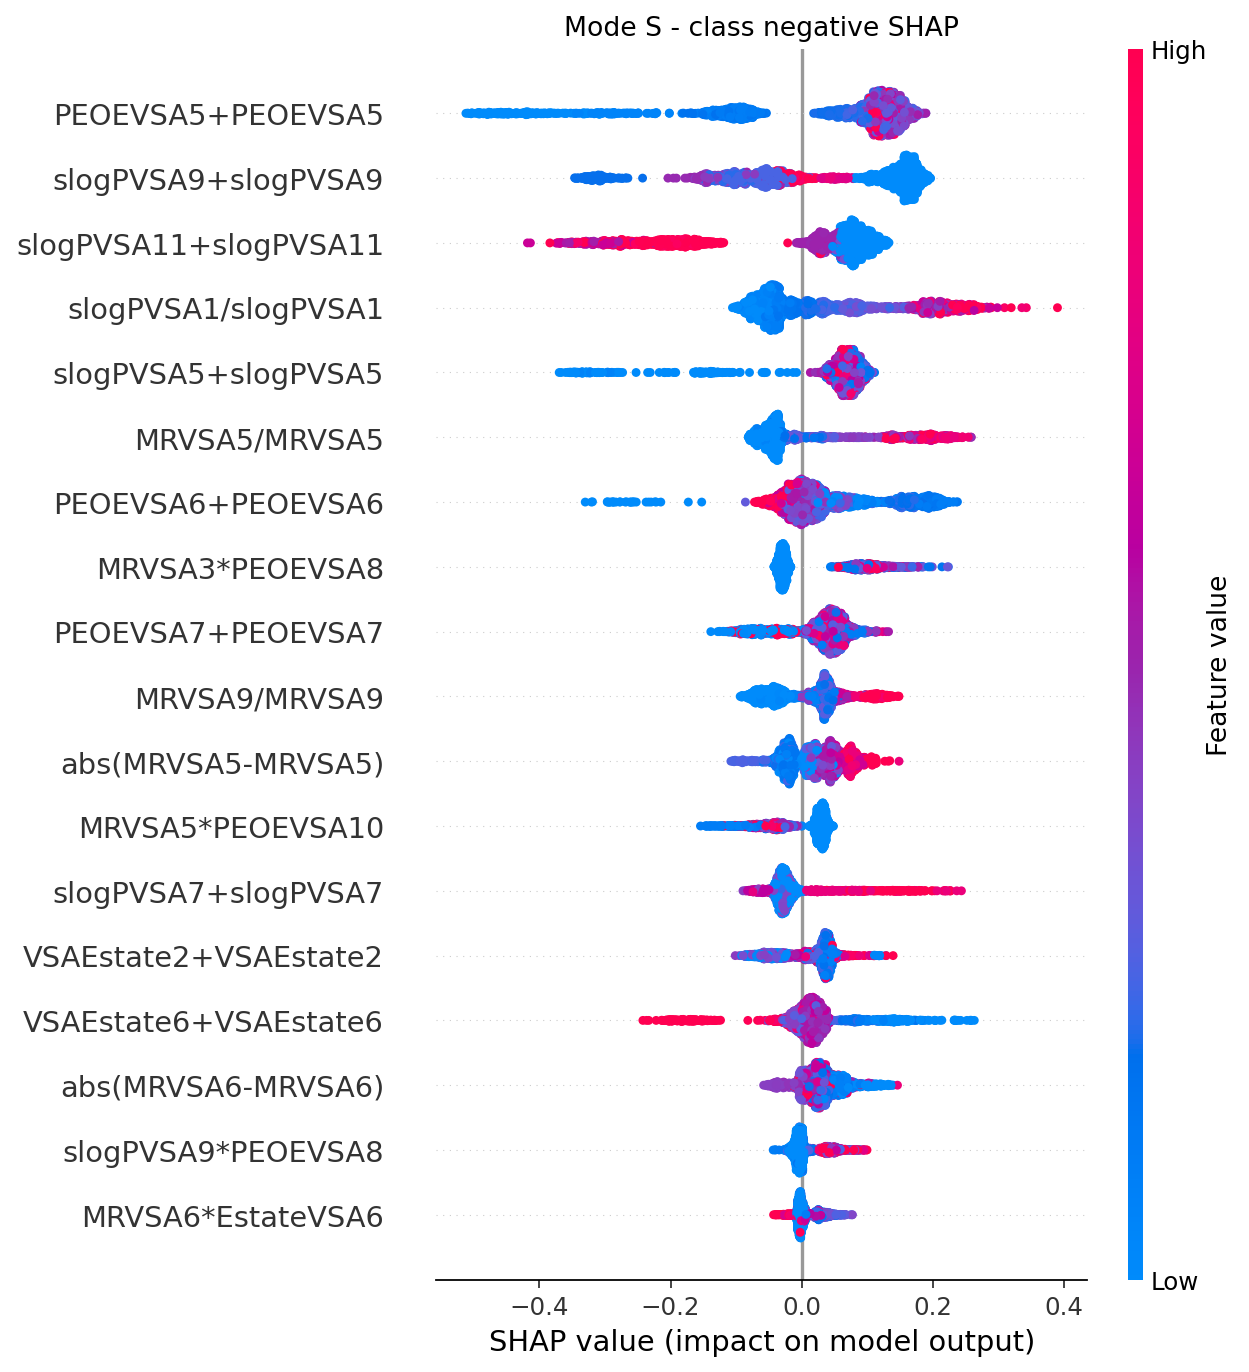 Mode S - class negative SHAP
High
PEOEVSA5+PEOEVSA5
slogPVSA9+slogPVSA9
slogPVSA11+slogPVSA11
slogPVSA1/slogPVSA1
slogPVSA5+slogPVSA5
MRVSA5/MRVSA5
PEOEVSA6+PEOEVSA6
MRVSA3*PEOEVSA8
PEOEVSA7+PEOEVSA7
MRVSA9/MRVSA9
abs(MRVSA5-MRVSA5)
MRVSA5*PEOEVSA10
slogPVSA7+slogPVSA7
VSAEstate2+VSAEstate2
VSAEstate6+VSAEstate6
abs(MRVSA6-MRVSA6)
slogPVSA9*PEOEVSA8
MRVSA6*EstateVSA6
Feature value
Low
−0.4 −0.2 0.0 0.2 0.4
SHAP value (impact on model output)